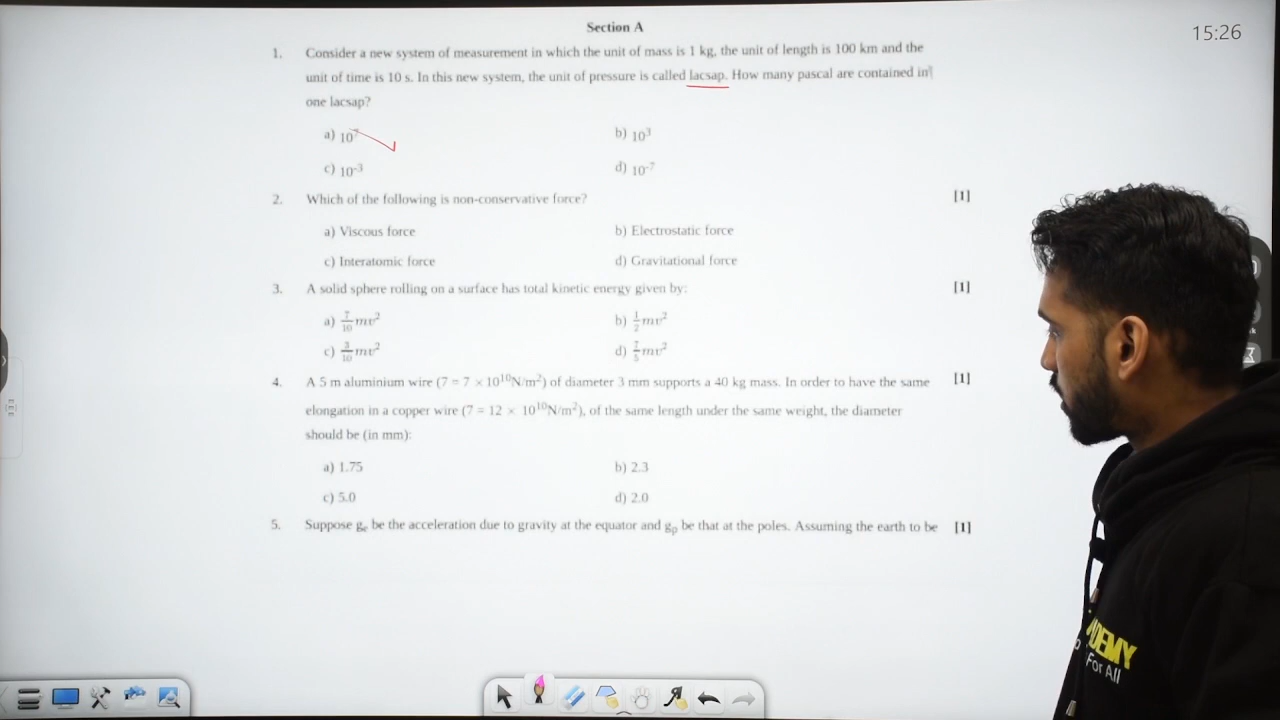 Section A
15:26
1. Consider a new system of measurement in which the unit of mass is 1 kg, the unit of length is 100 km and the
unit of time is 10 s. In this new system, the unit of pressure is called lacsap. How many pascal are contained in
one lacsap?
a) 10⁻⁷ b) 10³
c) 10⁻³ d) 10⁻⁷
2. Which of the following is non-conservative force? [1]
a) Viscous force b) Electrostatic force
c) Interatomic force d) Gravitational force
3. A solid sphere rolling on a surface has total kinetic energy given by: [1]
a) 7/10 mv² b) 1/2 mv²
c) 3/10 mv² d) 7/5 mv²
4. A 5 m aluminium wire (7 = 7 × 10¹⁰N/m²) of diameter 3 mm supports a 40 kg mass. In order to have the same [1]
elongation in a copper wire (7 = 12 × 10¹⁰N/m²), of the same length under the same weight, the diameter
should be (in mm):
a) 1.75 b) 2.3
c) 5.0 d) 2.0
5. Suppose gₑ be the acceleration due to gravity at the equator and gₚ be that at the poles. Assuming the earth to be [1]
DEMY
For All